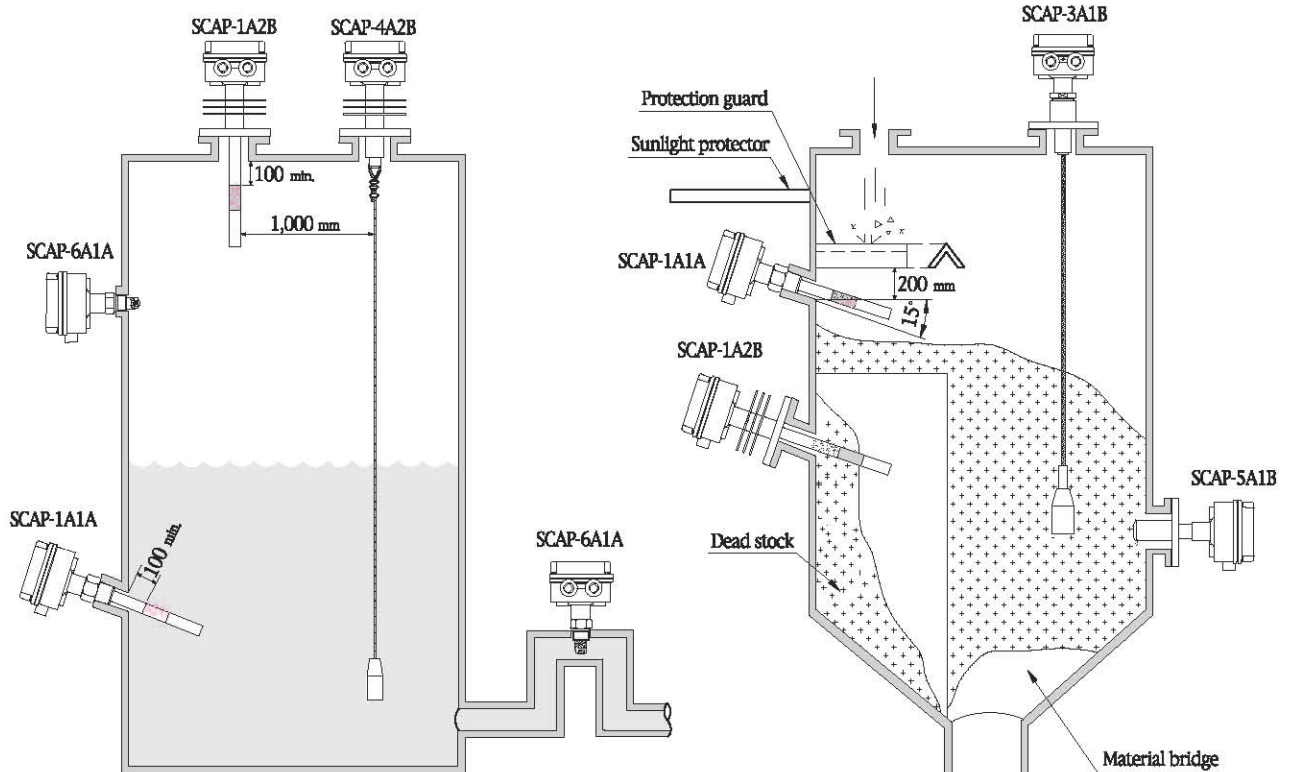 SCAP-1A2B
SCAP-4A2B
100 min.
1,000 mm
SCAP-6A1A
SCAP-1A1A
100 min.
SCAP-6A1A
SCAP-3A1B
Protection guard
Sunlight protector
SCAP-1A1A
200 mm
15°
SCAP-1A2B
SCAP-5A1B
Dead stock
Material bridge